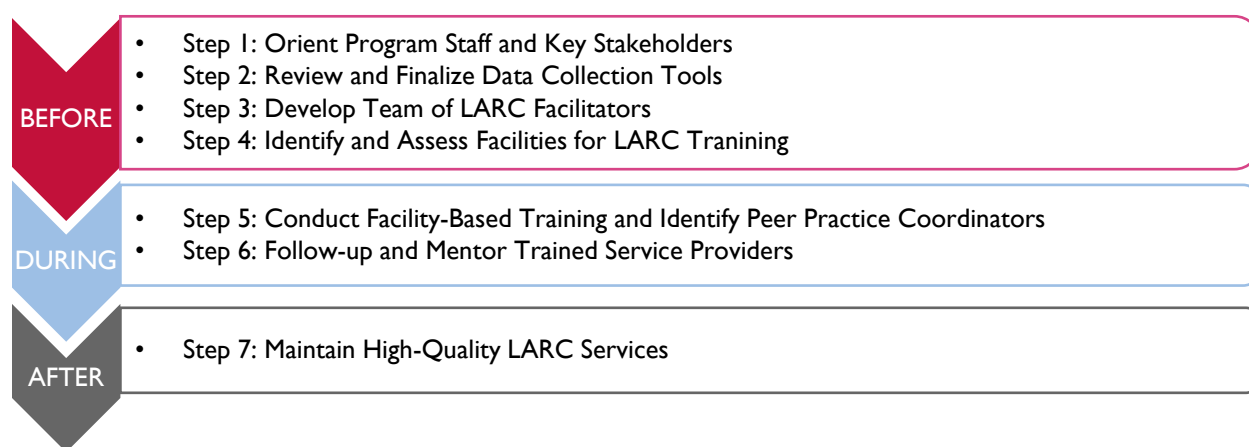 BEFORE
• Step 1: Orient Program Staff and Key Stakeholders
• Step 2: Review and Finalize Data Collection Tools
• Step 3: Develop Team of LARC Facilitators
• Step 4: Identify and Assess Facilities for LARC Tranining
DURING
• Step 5: Conduct Facility-Based Training and Identify Peer Practice Coordinators
• Step 6: Follow-up and Mentor Trained Service Providers
AFTER
• Step 7: Maintain High-Quality LARC Services